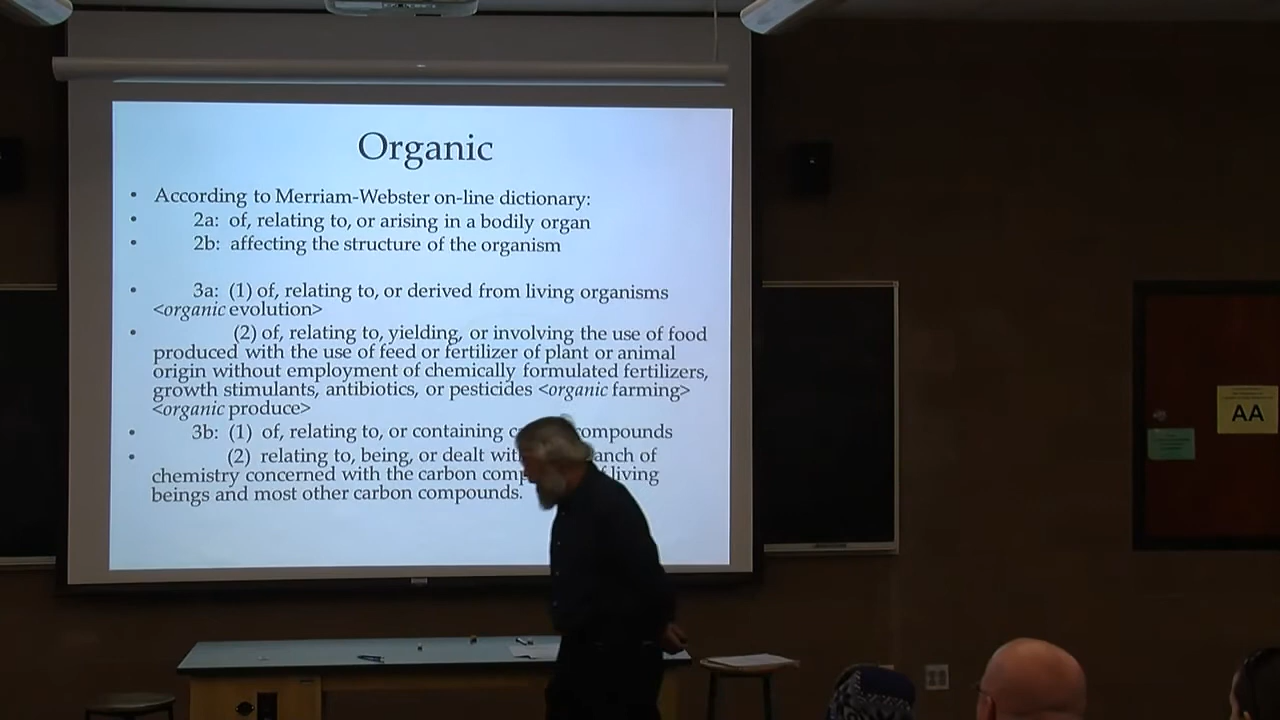 Organic
• According to Merriam-Webster on-line dictionary:
• 2a: of, relating to, or arising in a bodily organ
• 2b: affecting the structure of the organism
• 3a: (1) of, relating to, or derived from living organisms
<organic evolution>
• (2) of, relating to, yielding, or involving the use of food
produced with the use of feed or fertilizer of plant or animal
origin without employment of chemically formulated fertilizers,
growth stimulants, antibiotics, or pesticides <organic farming>
<organic produce>
• 3b: (1) of, relating to, or containing compounds
• (2) relating to, being, or dealt of
chemistry concerned with the carbon living
beings and most other carbon compounds.
AA